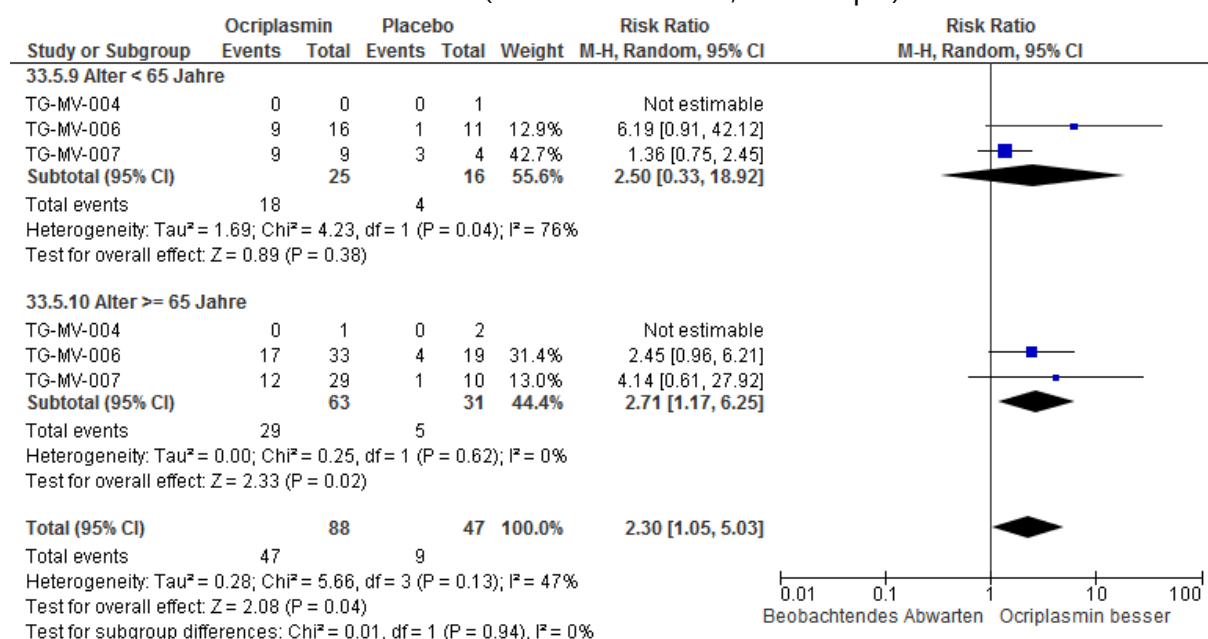 Ocriplasmin Placebo Risk Ratio Risk Ratio
Study or Subgroup Events Total Events Total Weight M-H, Random, 95% CI M-H, Random, 95% CI
33.5.9 Alter < 65 Jahre
TG-MV-004 0 0 0 1 Not estimable
TG-MV-006 9 16 1 11 12.9% 6.19 [0.91, 42.12]
TG-MV-007 9 9 3 4 42.7% 1.36 [0.75, 2.45]
Subtotal (95% CI) 25 16 55.6% 2.50 [0.33, 18.92]
Total events 18 4
Heterogeneity: Tau² = 1.69; Chi² = 4.23, df = 1 (P = 0.04); I² = 76%
Test for overall effect: Z = 0.89 (P = 0.38)
33.5.10 Alter >= 65 Jahre
TG-MV-004 0 1 0 2 Not estimable
TG-MV-006 17 33 4 19 31.4% 2.45 [0.96, 6.21]
TG-MV-007 12 29 1 10 13.0% 4.14 [0.61, 27.92]
Subtotal (95% CI) 63 31 44.4% 2.71 [1.17, 6.25]
Total events 29 5
Heterogeneity: Tau² = 0.00; Chi² = 0.25, df = 1 (P = 0.62); I² = 0%
Test for overall effect: Z = 2.33 (P = 0.02)
Total (95% CI) 88 47 100.0% 2.30 [1.05, 5.03]
Total events 47 9
Heterogeneity: Tau² = 0.28; Chi² = 5.66, df = 3 (P = 0.13); I² = 47%
Test for overall effect: Z = 2.08 (P = 0.04)
Test for subgroup differences: Chi² = 0.01, df = 1 (P = 0.94), I² = 0%
0.01 0.1 1 10 100
Beobachtendes Abwarten Ocriplasmin besser